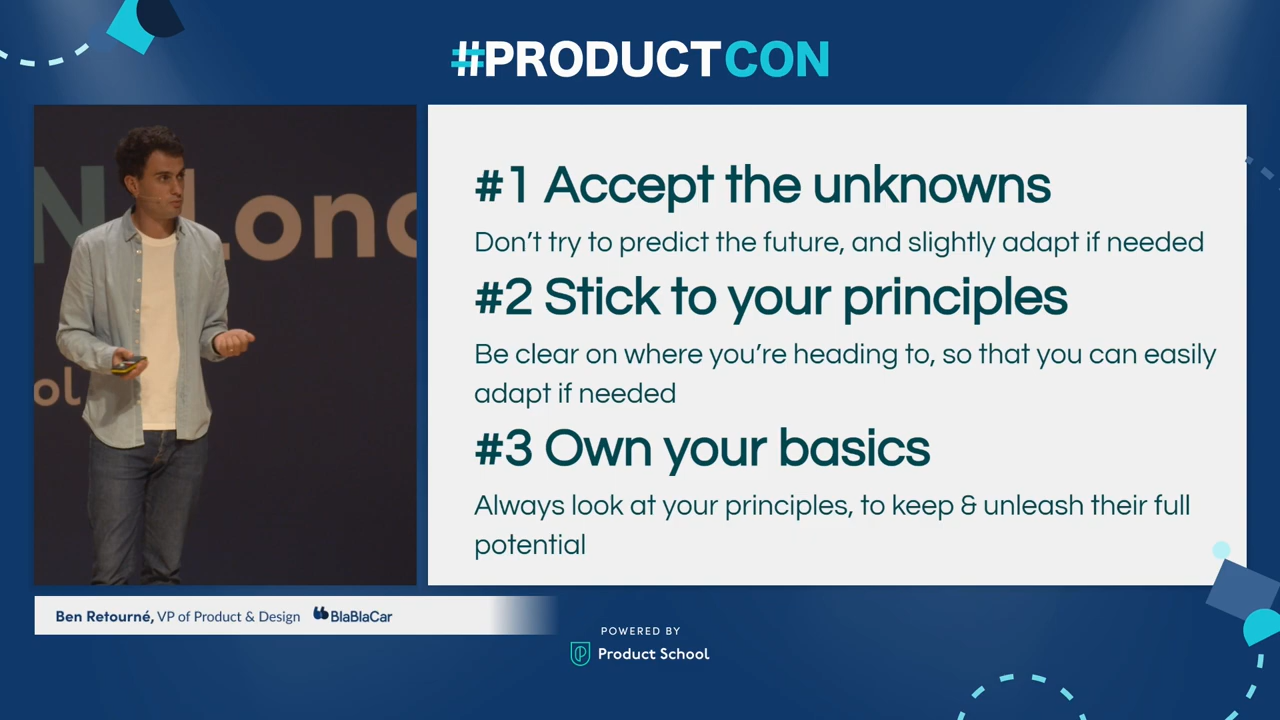 #PRODUCTCON
#1 Accept the unknowns
Don’t try to predict the future, and slightly adapt if needed
#2 Stick to your principles
Be clear on where you’re heading to, so that you can easily
adapt if needed
#3 Own your basics
Always look at your principles, to keep & unleash their full
potential
N Lond
ol
Ben Retourné, VP of Product & Design BlaBlaCar
POWERED BY
Product School